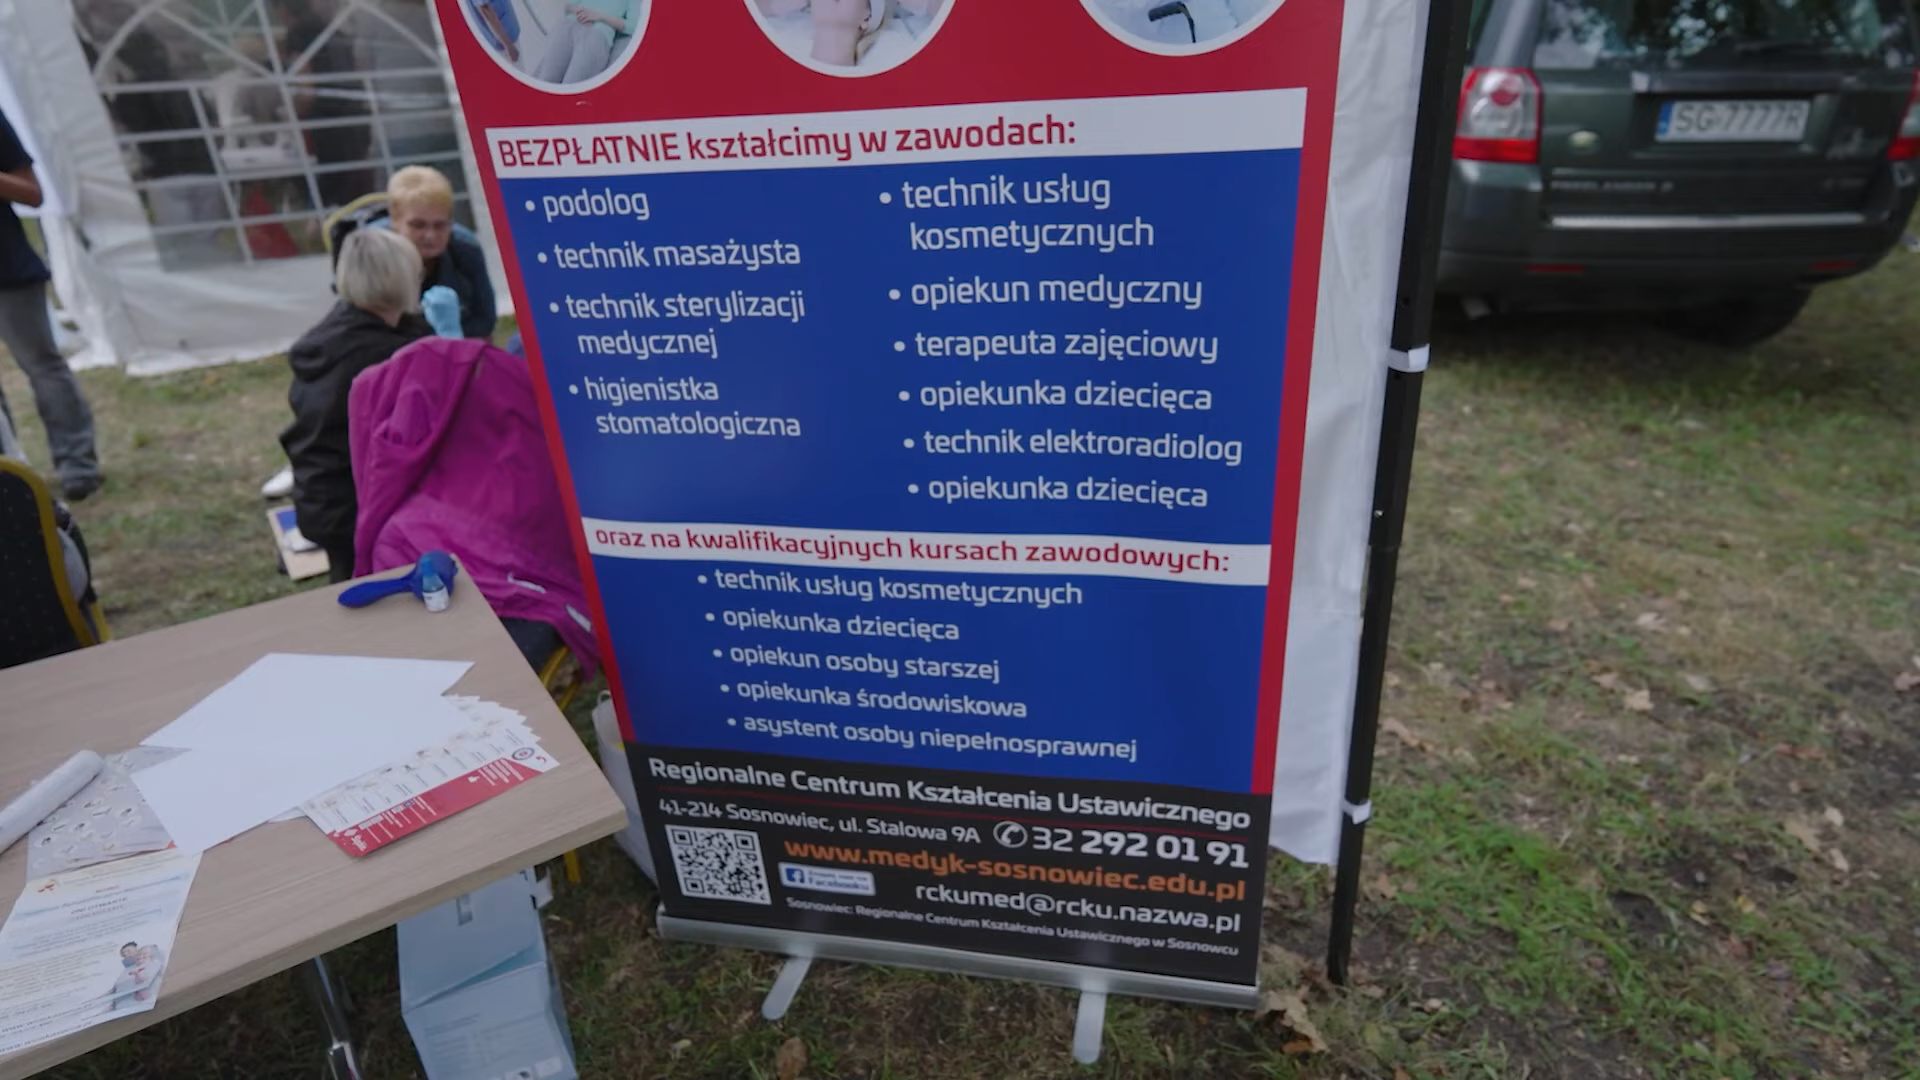 BEZPŁATNIE kształcimy w zawodach:
• podolog
• technik masażysta
• technik sterylizacji
medycznej
• higienistka
stomatologiczna
• technik usług
kosmetycznych
• opiekun medyczny
• terapeuta zajęciowy
• opiekunka dziecięca
• technik elektroradiolog
• opiekunka dziecięca
oraz na kwalifikacyjnych kursach zawodowych:
• technik usług kosmetycznych
• opiekunka dziecięca
• opiekun osoby starszej
• opiekunka środowiskowa
• asystent osoby niepełnosprawnej
Regionalne Centrum Kształcenia Ustawicznego
41-214 Sosnowiec, ul. Stalowa 9A 32 292 01 91
www.medyk-sosnowiec.edu.pl
Facebooku
rckumed@rcku.nazwa.pl
Sosnowiec: Regionalne Centrum Kształcenia Ustawicznego w Sosnowcu
SG 7777R